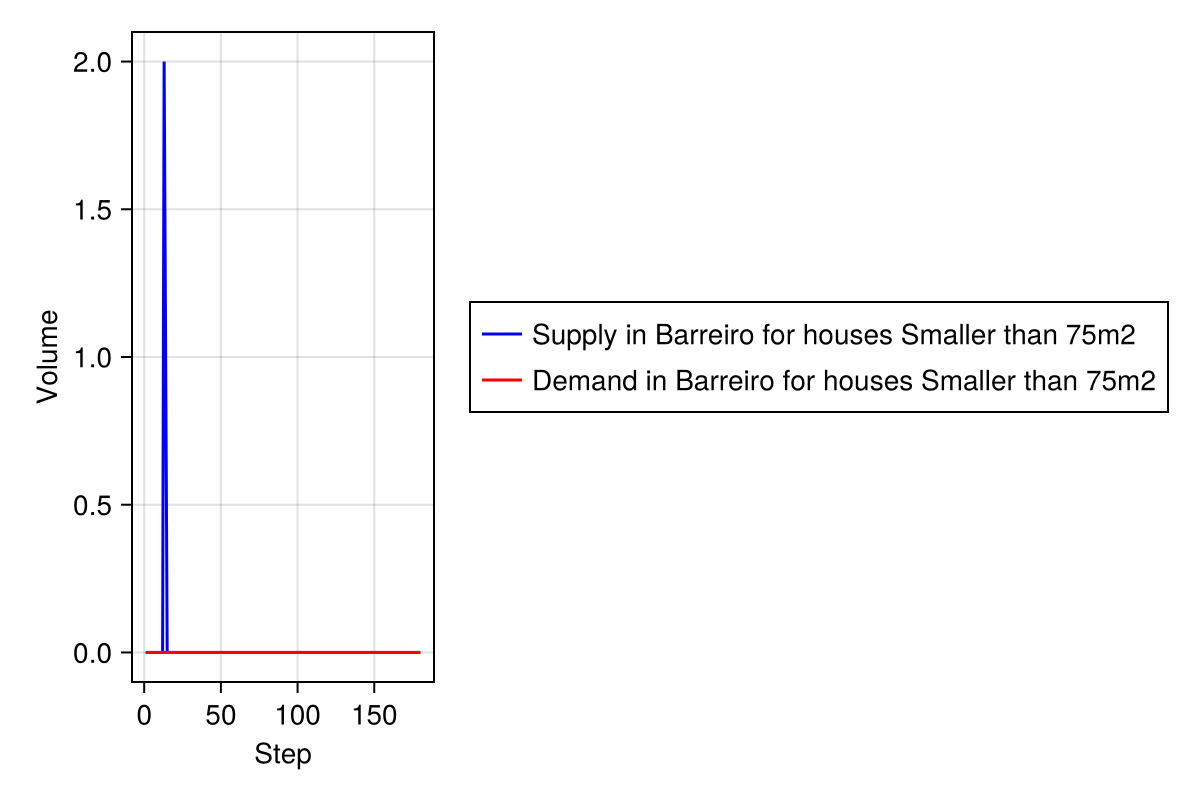 2.0
1.5
1.0
0.5
0.0
Volume
0 50 100 150
Step
Supply in Barreiro for houses Smaller than 75m2
Demand in Barreiro for houses Smaller than 75m2